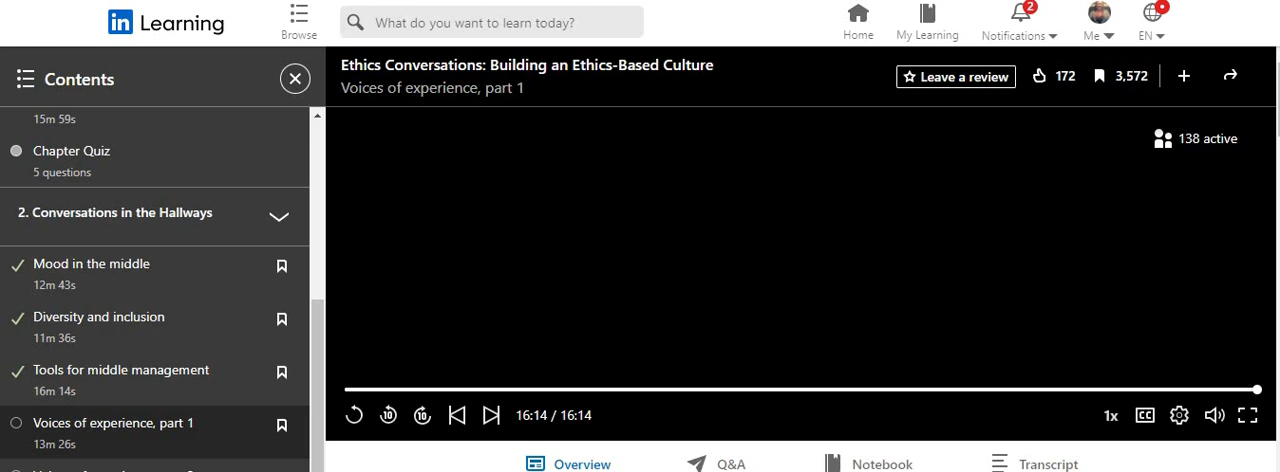 in Learning
Browse
What do you want to learn today?
Home
My Learning
2
Notifications
Me
EN
Contents
15m 59s
Chapter Quiz
5 questions
2. Conversations in the Hallways
Mood in the middle
12m 43s
Diversity and inclusion
11m 36s
Tools for middle management
16m 14s
Voices of experience, part 1
13m 26s
Ethics Conversations: Building an Ethics-Based Culture
Voices of experience, part 1
Leave a review
172
3,572
138 active
10
10
16:14 / 16:14
1x
CC
Overview
Q&A
Notebook
Transcript